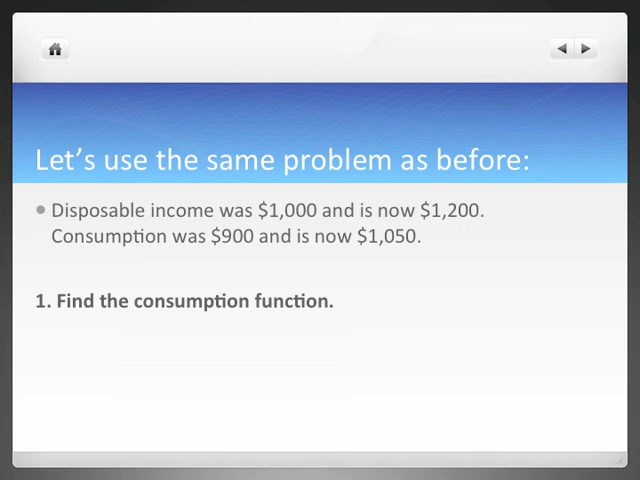 Let's use the same problem as before:
Disposable income was $1,000 and is now $1,200.
Consumption was $900 and is now $1,050.
1. Find the consumption function.